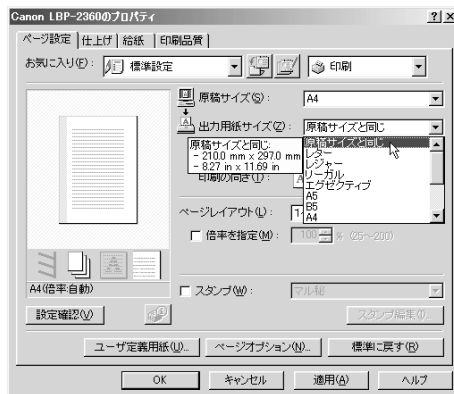 Canon LBP-2360のプロパティ
ページ設定 仕上げ 給紙 印刷品質
お気に入り(F): 標準設定 印刷
原稿サイズ(S): A4
出力用紙サイズ(Z): 原稿サイズと同じ
原稿サイズと同じ
レター
レジャー
リーガル
エグゼクティブ
A5
B5
A4
原稿サイズと同じ:
- 210.0 mm x 297.0 mm
- 8.27 in x 11.69 in
印刷の向き(T):
ページレイアウト(L):
倍率を指定(M): 100 % (25~200)
A4(倍率:自動)
スタンプ(W): マル秘
設定確認(V) スタンプ編集(I)...
ユーザ定義用紙(U)... ページオプション(N)... 標準に戻す(R)
OK キャンセル 適用(A) ヘルプ